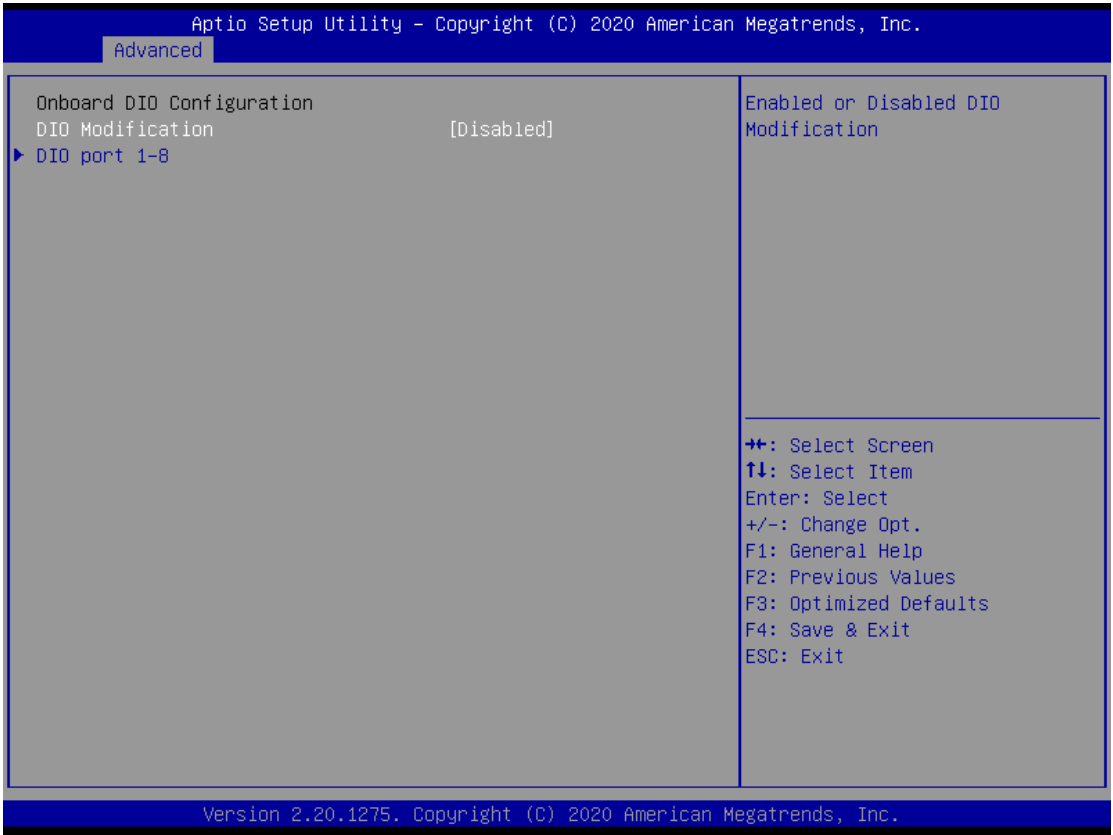 Aptio Setup Utility – Copyright (C) 2020 American Megatrends, Inc.
Advanced
Onboard DIO Configuration
DIO Modification [Disabled]
▶ DIO port 1-8
Enabled or Disabled DIO
Modification
→←: Select Screen
↑↓: Select Item
Enter: Select
+/-: Change Opt.
F1: General Help
F2: Previous Values
F3: Optimized Defaults
F4: Save & Exit
ESC: Exit
Version 2.20.1275. Copyright (C) 2020 American Megatrends, Inc.